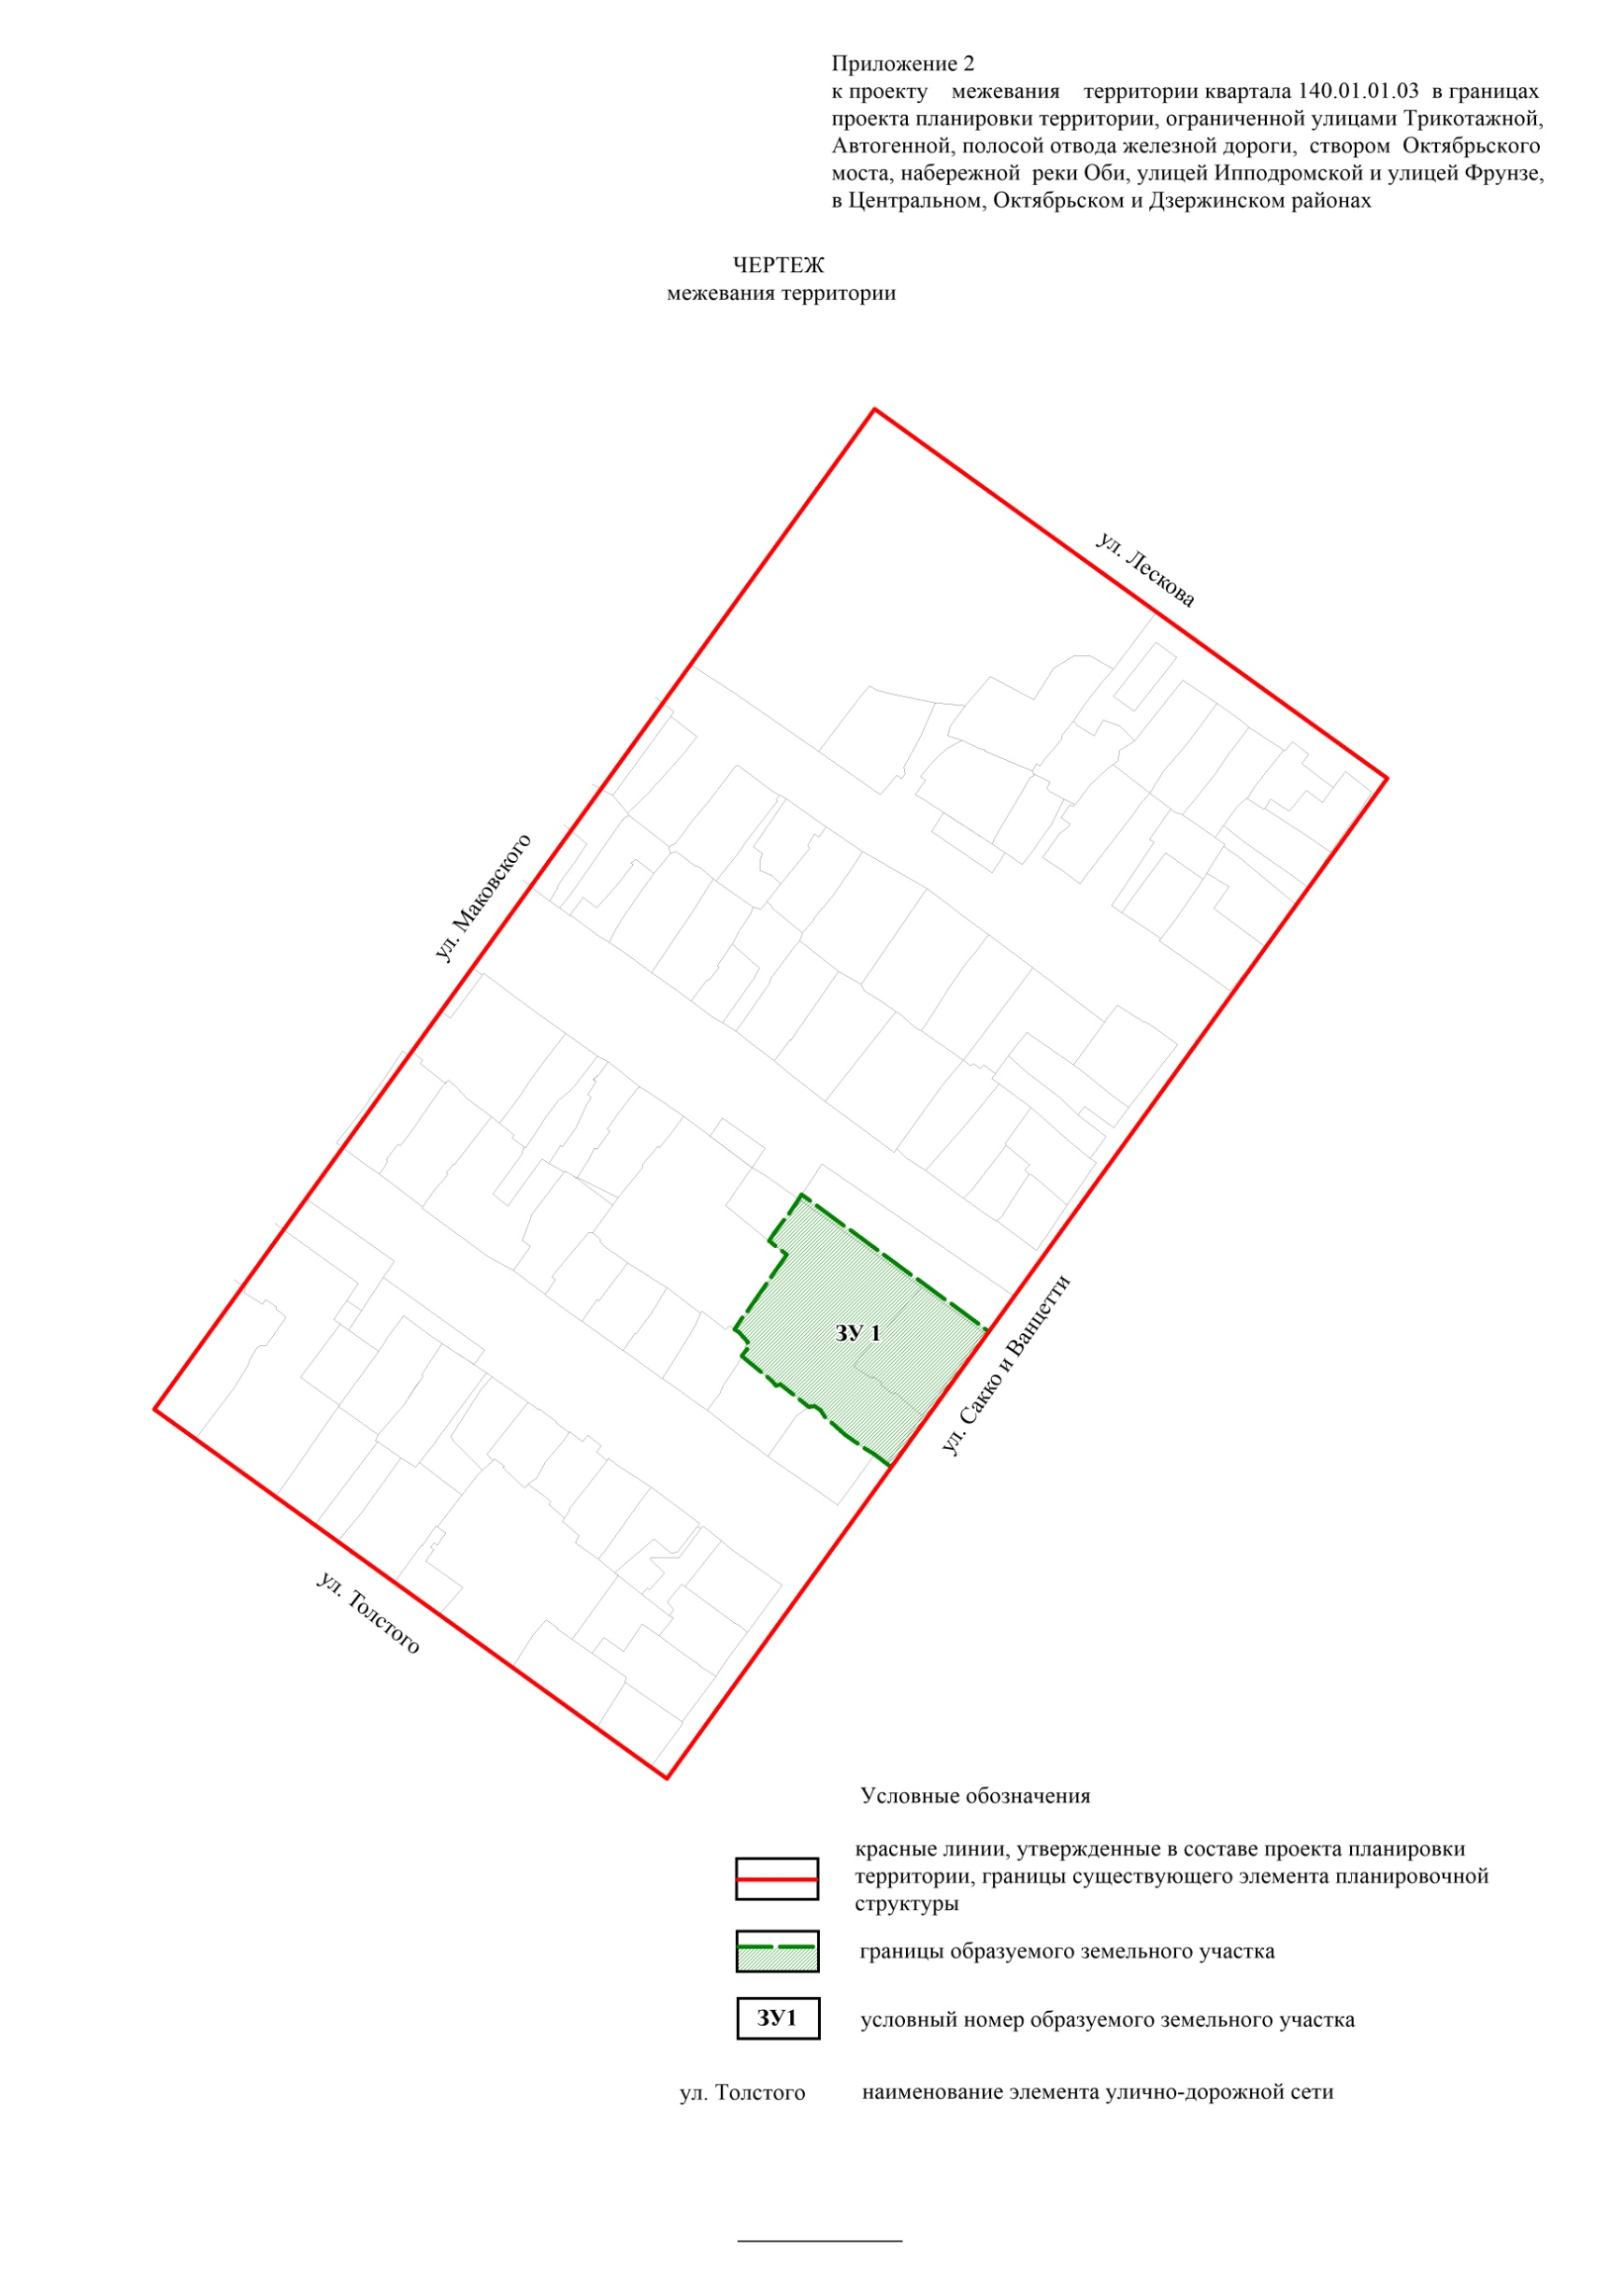 Приложение 2
к проекту межевания территории квартала 140.01.01.03 в границах
проекта планировки территории, ограниченной улицами Трикотажной,
Автогенной, полосой отвода железной дороги, створом Октябрьского
моста, набережной реки Оби, улицей Ипподромской и улицей Фрунзе,
в Центральном, Октябрьском и Дзержинском районах
ЧЕРТЕЖ
межевания территории
ул. Лескова
ул. Маковского
ЗУ 1
ул. Сакко и Ванцетти
ул. Толстого
Условные обозначения
красные линии, утвержденные в составе проекта планировки
территории, границы существующего элемента планировочной
структуры
границы образуемого земельного участка
ЗУ1 условный номер образуемого земельного участка
ул. Толстого наименование элемента улично-дорожной сети